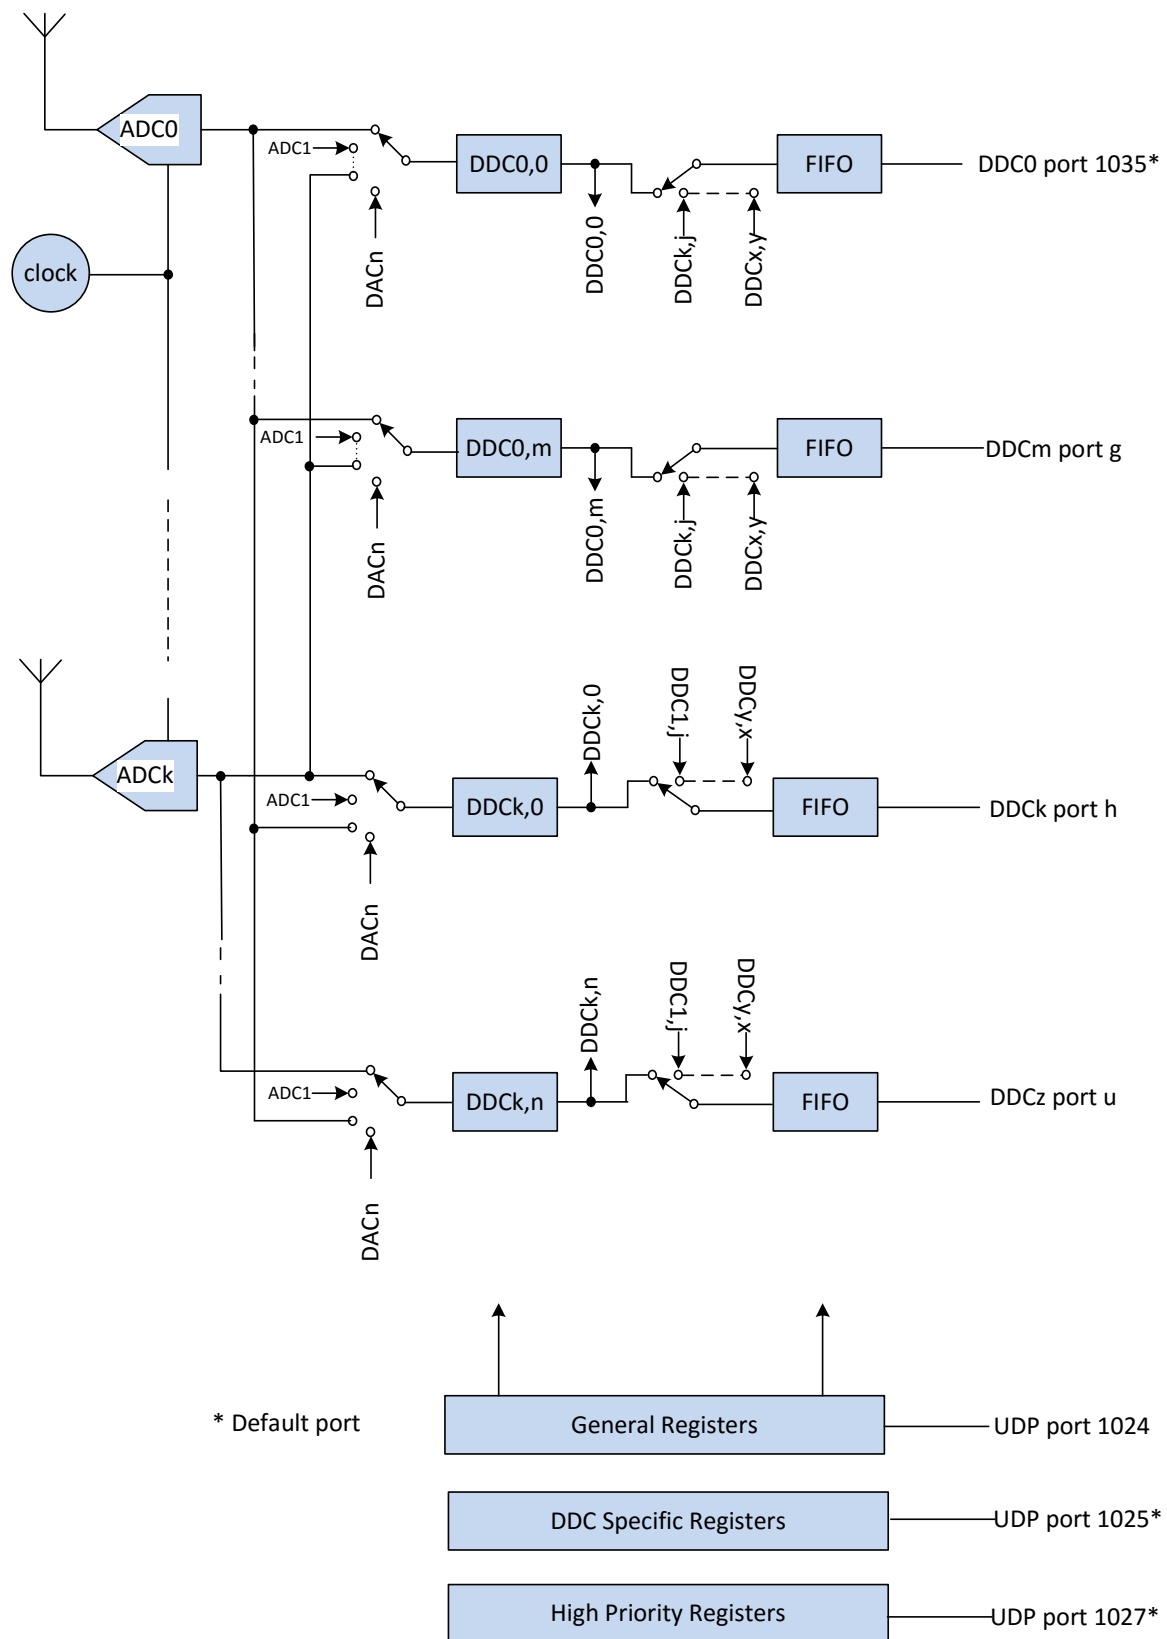 ADC0
ADC1
DDC0,0
FIFO
DDC0 port 1035*
clock
DACn
DDC0,0
DDCk,j
DDCx,y
ADC1
DDC0,m
FIFO
DDCm port g
DACn
DDC0,m
DDCk,j
DDCx,y
DDCk,0
DDC1,j
DDCy,x
ADCk
ADC1
DDCk,0
FIFO
DDCk port h
DACn
DDCk,n
DDC1,j
DDCy,x
ADC1
DDCk,n
FIFO
DDCz port u
DACn
* Default port
General Registers
UDP port 1024
DDC Specific Registers
UDP port 1025*
High Priority Registers
UDP port 1027*